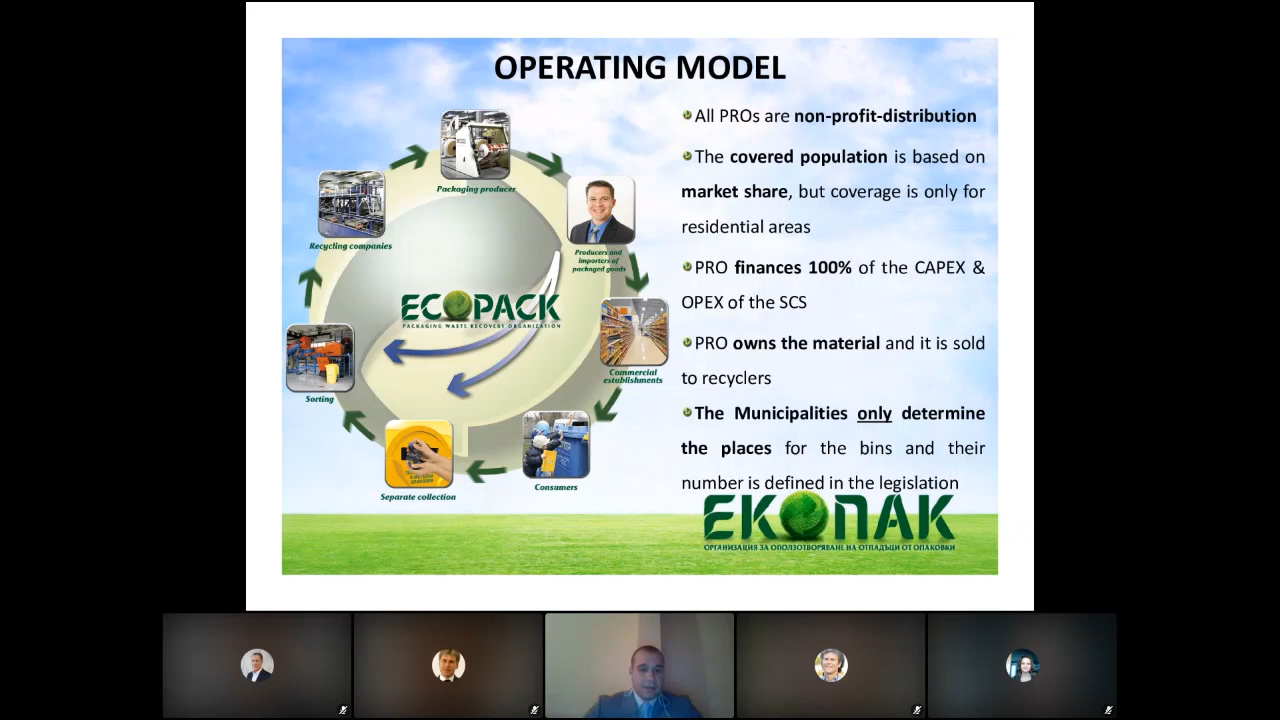 OPERATING MODEL
Packaging producer
Recycling companies
Producers and
importers of
packaged goods
ECOPACK
PACKAGING WASTE RECOVERY ORGANIZATION
Commercial
establishments
Sorting
Separate collection
Consumers
All PROs are non-profit-distribution
The covered population is based on
market share, but coverage is only for
residential areas
PRO finances 100% of the CAPEX &
OPEX of the SCS
PRO owns the material and it is sold
to recyclers
The Municipalities only determine
the places for the bins and their
number is defined in the legislation
ЕКОПАК
ОРГАНИЗАЦИЯ ЗА ОПОЛЗОТВОРЯВАНЕ НА ОТПАДЪЦИ ОТ ОПАКОВКИ